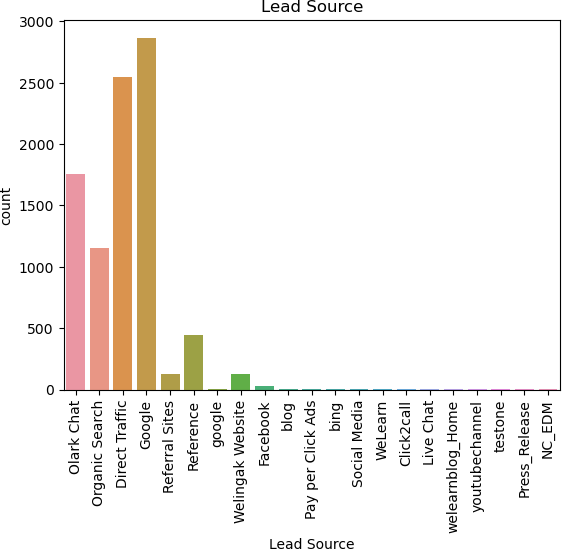 Lead Source
3000
2500
2000
1500
1000
500
0
count
Olark Chat
Organic Search
Direct Traffic
Google
Referral Sites
Reference
google
Welingak Website
Facebook
blog
Pay per Click Ads
bing
Social Media
WeLearn
Click2call
Live Chat
welearnblog_Home
youtubechannel
testone
Press_Release
NC_EDM
Lead Source